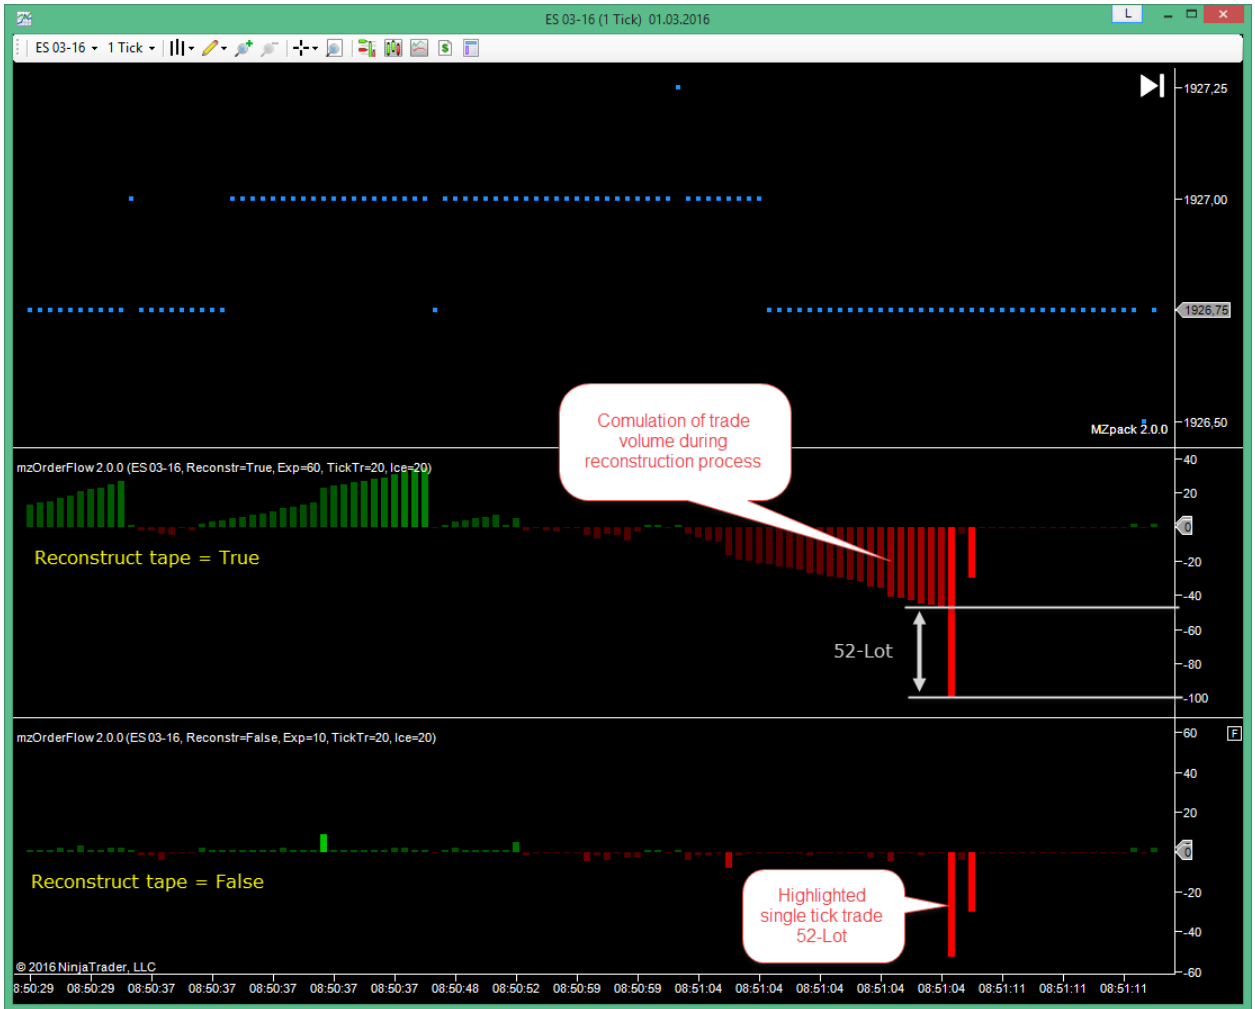 ES 03-16 (1 Tick)  01.03.2016
L
ES 03-16 1 Tick
1927,25
1927,00
1926,75
1926,50
MZpack 2.0.0
Comulation of trade
volume during
reconstruction process
mzOrderFlow 2.0.0 (ES 03-16, Reconstr=True, Exp=60, TickTr=20, Ice=20)
40
20
0
-20
-40
-60
-80
-100
Reconstruct tape = True
52-Lot
mzOrderFlow 2.0.0 (ES 03-16, Reconstr=False, Exp=10, TickTr=20, Ice=20)
F
60
40
20
0
-20
-40
-60
Reconstruct tape = False
Highlighted
single tick trade
52-Lot
© 2016 NinjaTrader, LLC
8:50:29 08:50:29 08:50:37 08:50:37 08:50:37 08:50:37 08:50:37 08:50:48 08:50:52 08:50:59 08:50:59 08:51:04 08:51:04 08:51:04 08:51:04 08:51:04 08:51:11 08:51:11 08:51:11